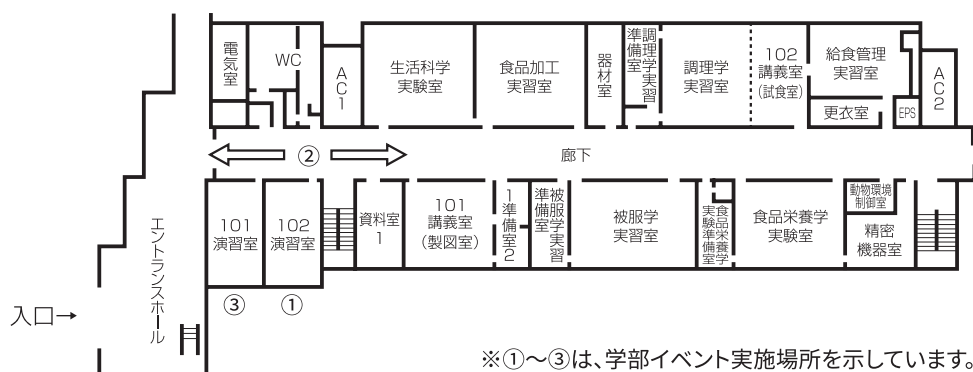 電気室
WC
AC1
生活科学
実験室
食品加工
実習室
器材室
調理学実習
準備室
調理学
実習室
102
講義室
（試食室）
給食管理
実習室
更衣室
EPS
AC2
②
廊下
101
演習室
102
演習室
資料室
1
101
講義室
（製図室）
準備室2
1
被服学実習
準備室
被服学
実習室
食品栄養学
実験準備室
食品栄養学
実験室
動物環境
制御室
精密
機器室
③
①
エントランスホール
入口→
※①～③は、学部イベント実施場所を示しています。